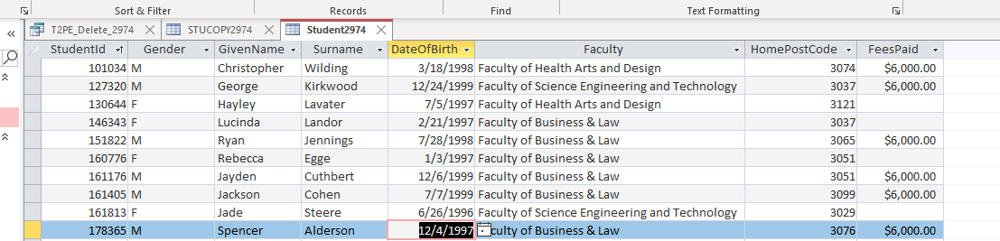 Sort & Filter Records Find Text Formatting
T2PE_Delete_2974 STUCOPY2974 Student2974
StudentId Gender GivenName Surname DateOfBirth Faculty HomePostCode FeesPaid
101034 M Christopher Wilding 3/18/1998 Faculty of Health Arts and Design 3074 $6,000.00
127320 M George Kirkwood 12/24/1999 Faculty of Science Engineering and Technology 3037 $6,000.00
130644 F Hayley Lavater 7/5/1997 Faculty of Health Arts and Design 3121
146343 F Lucinda Landor 2/21/1997 Faculty of Business & Law 3037
151822 M Ryan Jennings 7/28/1998 Faculty of Business & Law 3065 $6,000.00
160776 F Rebecca Egge 1/3/1997 Faculty of Business & Law 3051
161176 M Jayden Cuthbert 12/6/1999 Faculty of Business & Law 3051 $6,000.00
161405 M Jackson Cohen 7/7/1999 Faculty of Business & Law 3099 $6,000.00
161813 F Jade Steere 6/26/1996 Faculty of Science Engineering and Technology 3029
178365 M Spencer Alderson 12/4/1997 culty of Business & Law 3076 $6,000.00